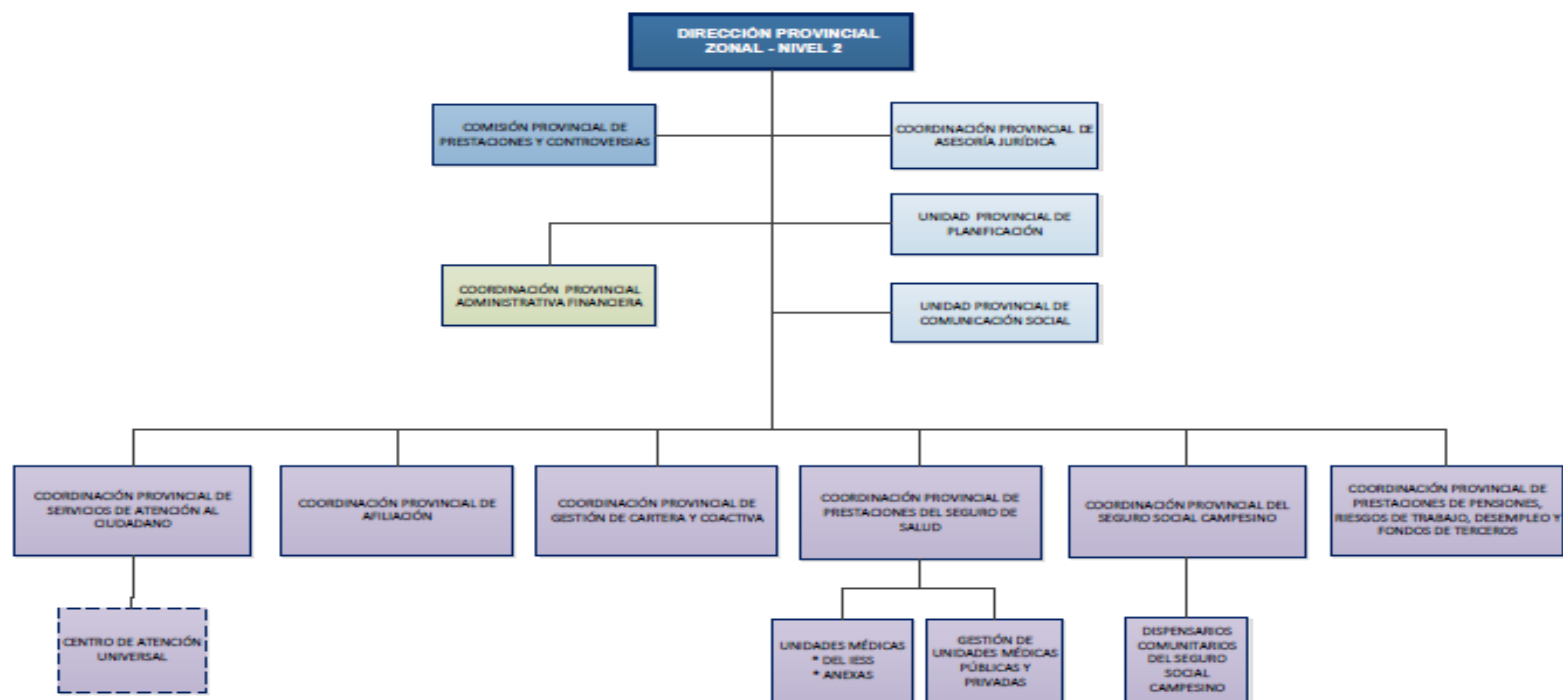 DIRECCIÓN PROVINCIAL
ZONAL - NIVEL 2
COMISIÓN PROVINCIAL DE
PRESTACIONES Y CONTROVERSIAS
COORDINACIÓN PROVINCIAL DE
ASESORÍA JURÍDICA
UNIDAD PROVINCIAL DE
PLANIFICACIÓN
COORDINACIÓN PROVINCIAL
ADMINISTRATIVA FINANCIERA
UNIDAD PROVINCIAL DE
COMUNICACIÓN SOCIAL
COORDINACIÓN PROVINCIAL DE
SERVICIOS DE ATENCIÓN AL
CIUDADANO
COORDINACIÓN PROVINCIAL DE
AFILIACIÓN
COORDINACIÓN PROVINCIAL DE
GESTIÓN DE CARTERA Y COACTIVA
COORDINACIÓN PROVINCIAL DE
PRESTACIONES DEL SEGURO DE
SALUD
COORDINACIÓN PROVINCIAL DEL
SEGURO SOCIAL CAMPESINO
COORDINACIÓN PROVINCIAL DE
PRESTACIONES DE PENSIONES,
RIESGOS DE TRABAJO, DESEMPLEO Y
FONDOS DE TERCEROS
CENTRO DE ATENCIÓN
UNIVERSAL
UNIDADES MÉDICAS
* DEL IESS
* ANEXAS
GESTIÓN DE
UNIDADES MÉDICAS
PÚBLICAS Y
PRIVADAS
DISPENSARIOS
COMUNITARIOS
DEL SEGURO
SOCIAL
CAMPESINO